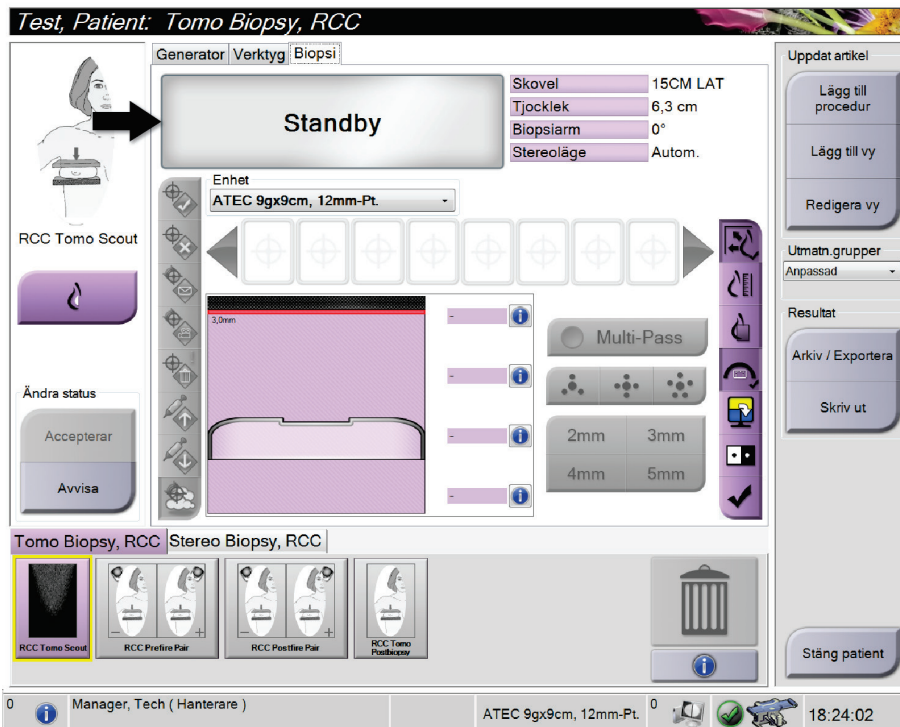 Test, Patient: Tomo Biopsy, RCC
Generator Verktyg Biopsi
Standby
Skovel 15CM LAT
Tjocklek 6,3 cm
Biopsiarm 0°
Stereoläge Autom.
Enhet
ATEC 9gx9cm, 12mm-Pt.
RCC Tomo Scout
3,0mm
-
-
-
-
Multi-Pass
2mm 3mm
4mm 5mm
Ändra status
Accepterar
Avvisa
Uppdat artikel
Lägg till
procedur
Lägg till vy
Redigera vy
Utmatn.grupper
Anpassad
Resultat
Arkiv / Exportera
Skriv ut
Tomo Biopsy, RCC Stereo Biopsy, RCC
RCC Tomo Scout
- +
RCC Prefire Pair
- +
RCC Postfire Pair
RCC Tomo
Postbiopsy
Stäng patient
0 Manager, Tech ( Hanterare ) ATEC 9gx9cm, 12mm-Pt. 0 18:24:02